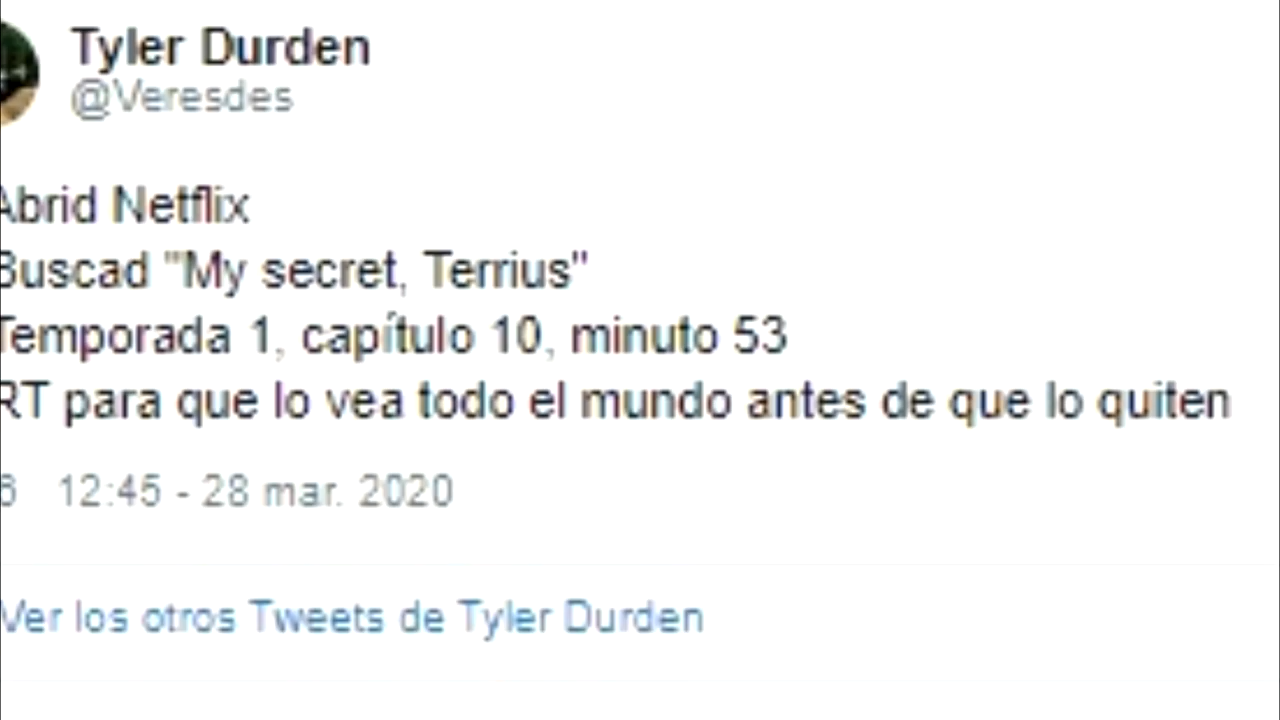 Tyler Durden
@Veresdes
Abrid Netflix
Buscad "My secret, Terrius"
Temporada 1, capítulo 10, minuto 53
RT para que lo vea todo el mundo antes de que lo quiten
6 12:45 - 28 mar. 2020
Ver los otros Tweets de Tyler Durden